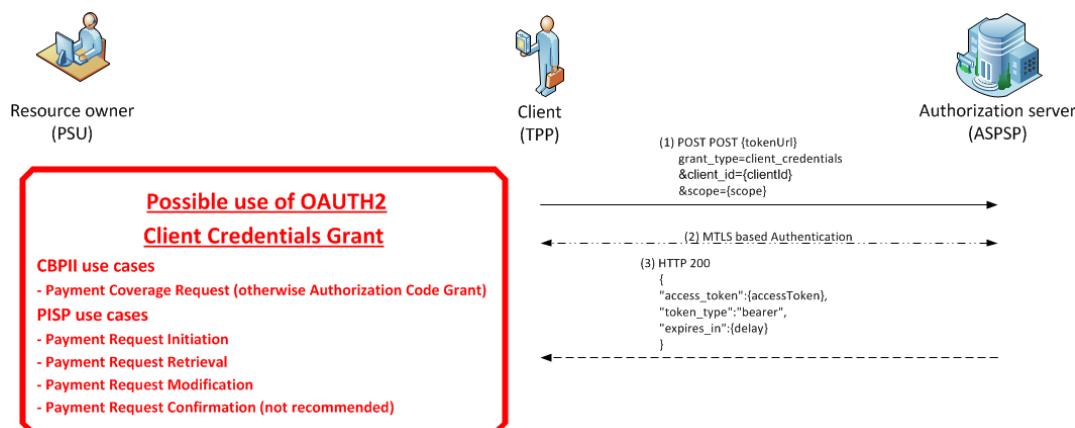 Resource owner
(PSU)
Client
(TPP)
Authorization server
(ASPSP)
(1) POST POST {tokenUrl}
grant_type=client_credentials
&client_id={clientId}
&scope={scope}
(2) MTLS based Authentication
(3) HTTP 200
{
"access_token":{accessToken},
"token_type":"bearer",
"expires_in":{delay}
}
Possible use of OAUTH2
Client Credentials Grant
CBPII use cases
- Payment Coverage Request (otherwise Authorization Code Grant)
PISP use cases
- Payment Request Initiation
- Payment Request Retrieval
- Payment Request Modification
- Payment Request Confirmation (not recommended)